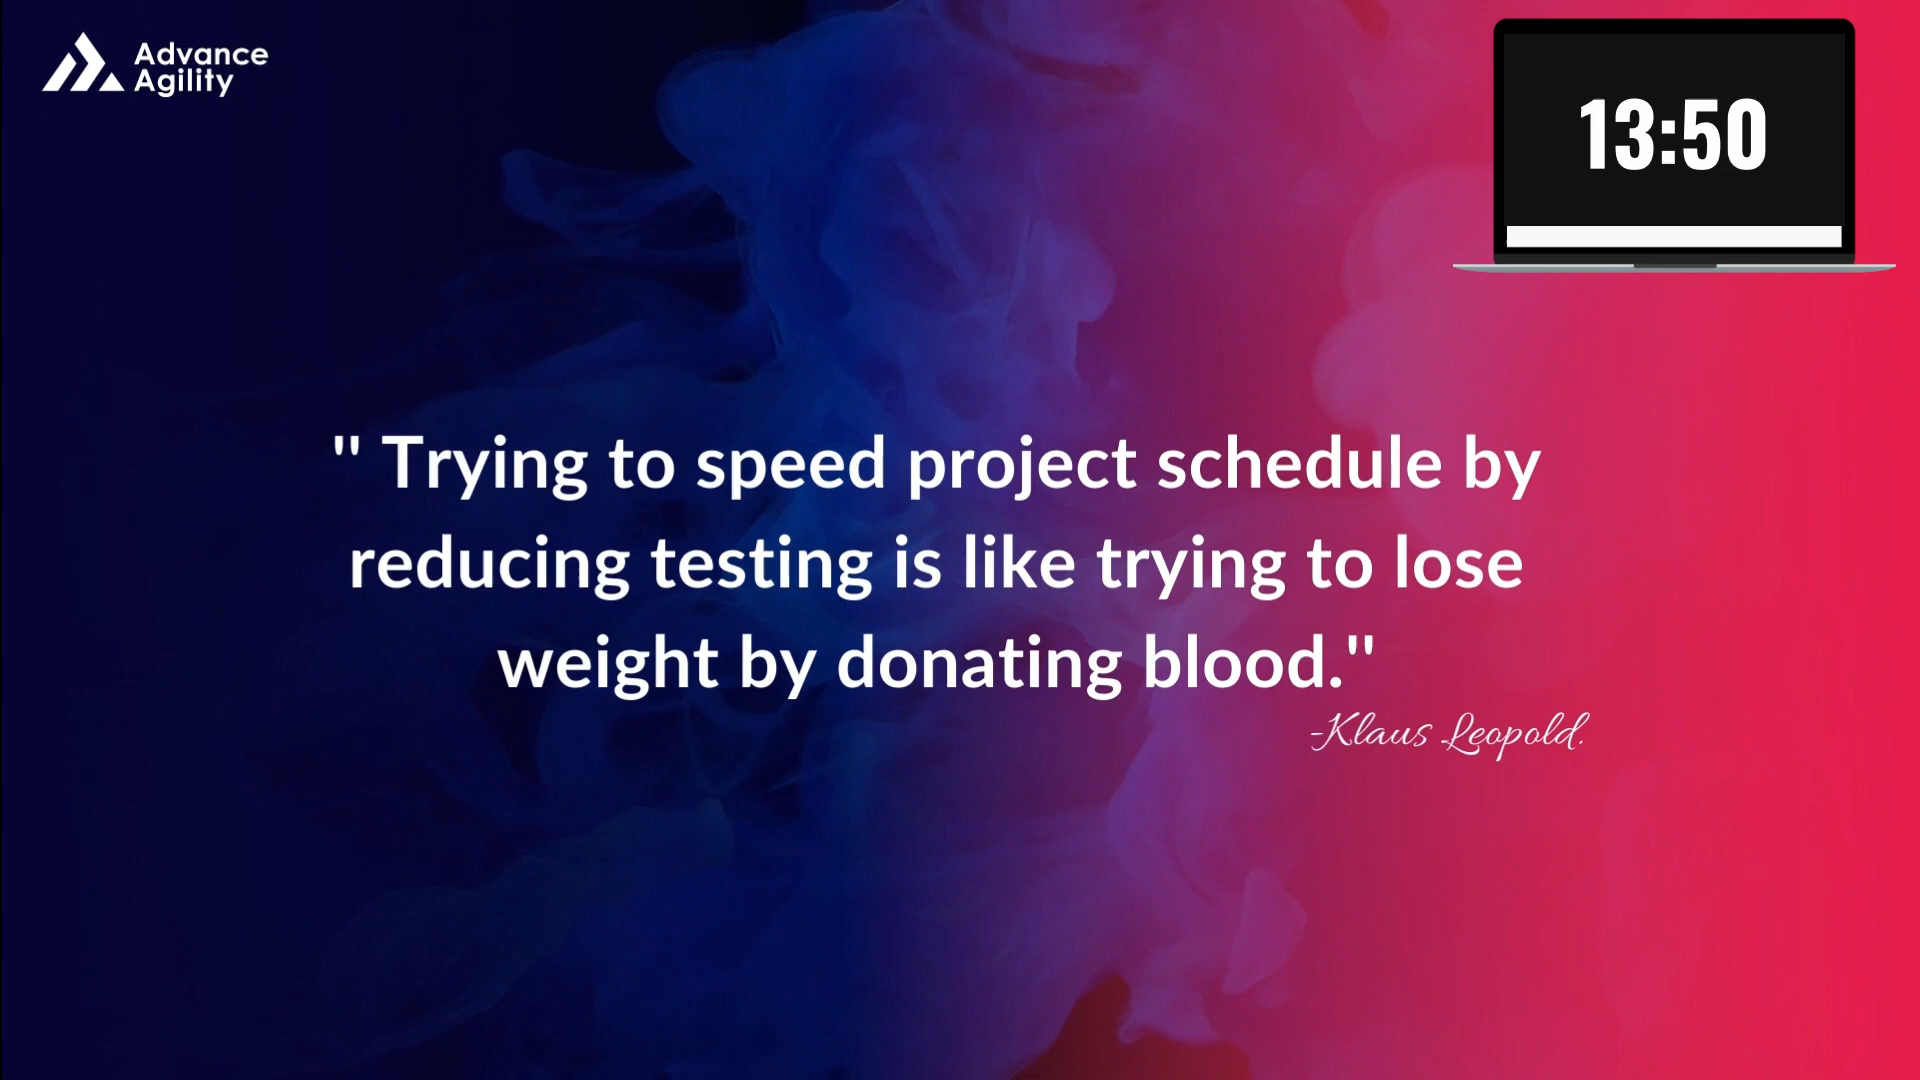 Advance
Agility
13:50
" Trying to speed project schedule by
reducing testing is like trying to lose
weight by donating blood."
-Klaus Leopold.